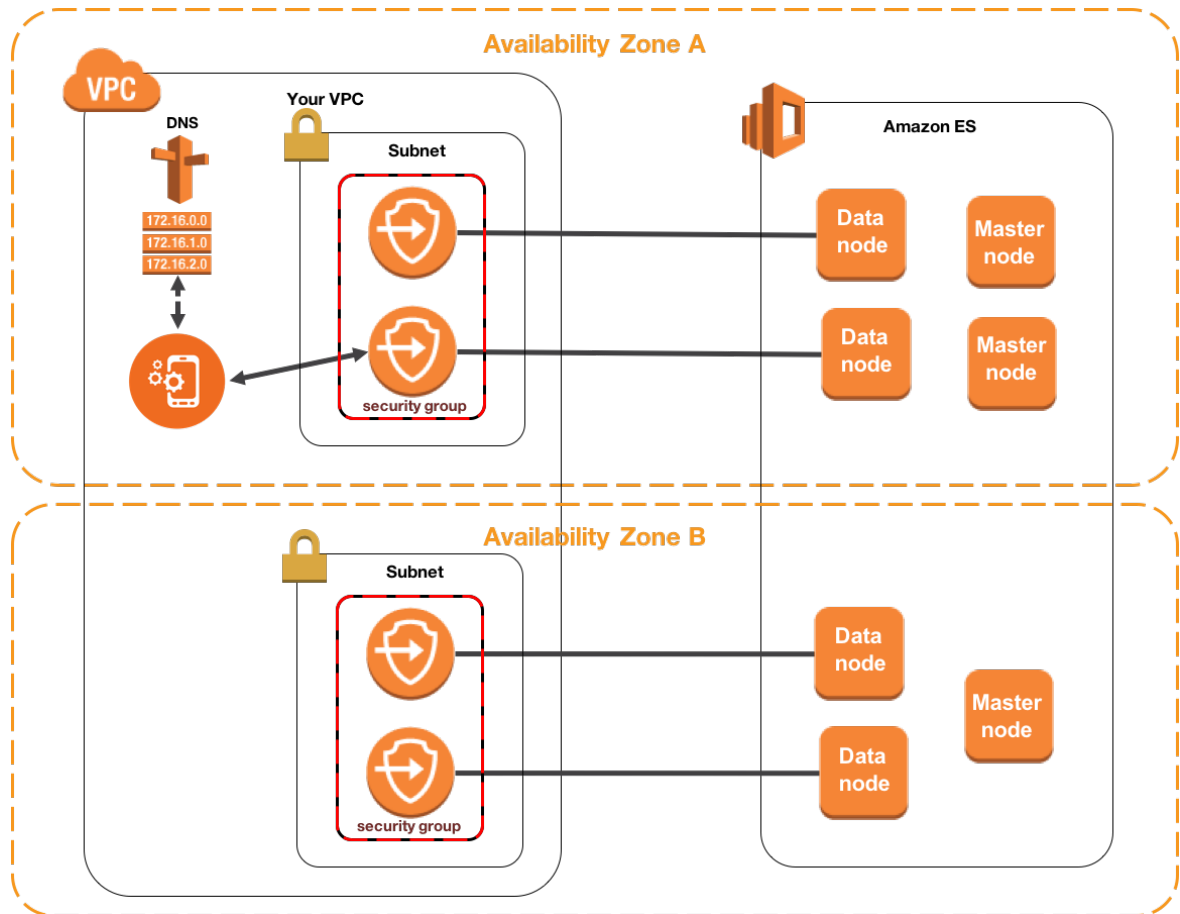 Availability Zone A
VPC
Your VPC
DNS
Subnet
Amazon ES
172.16.0.0
172.16.1.0
172.16.2.0
Data
node
Master
node
Data
node
Master
node
security group
Availability Zone B
Subnet
Data
node
Master
node
Data
node
security group